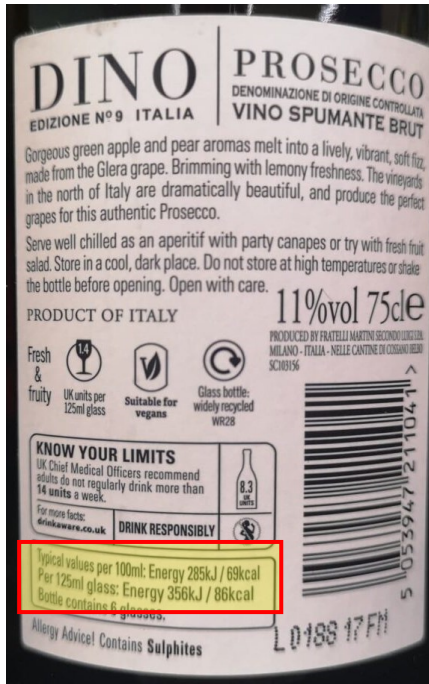 DINO
EDIZIONE Nº9 ITALIA
PROSECCO
DENOMINAZIONE DI ORIGINE CONTROLLATA
VINO SPUMANTE BRUT
Gorgeous green apple and pear aromas melt into a lively, vibrant, soft fizz,
made from the Glera grape. Brimming with lemony freshness. The vineyards
in the north of Italy are dramatically beautiful, and produce the perfect
grapes for this authentic Prosecco.
Serve well chilled as an aperitif with party canapes or try with fresh fruit
salad. Store in a cool, dark place. Do not store at high temperatures or shake
the bottle before opening. Open with care.
PRODUCT OF ITALY
11%vol 75cle
PRODUCED BY FRATELLI MARTINI SECONDO LUIGI S.P.A.
MILANO - ITALIA - NELLE CANTINE DI COSSANO BELBO
SC103156
Fresh
&
fruity
1.4
UK units per
125ml glass
Suitable for
vegans
Glass bottle:
widely recycled
WR28
KNOW YOUR LIMITS
UK Chief Medical Officers recommend
adults do not regularly drink more than
14 units a week.
8.3
UK
UNITS
For more facts:
drinkaware.co.uk
DRINK RESPONSIBLY
Typical values per 100ml: Energy 285kJ / 69kcal
Per 125ml glass: Energy 356kJ / 86kcal
Bottle contains 6 glasses.
Allergy Advice! Contains Sulphites
5 053947 211041 >
L0188 17 FM